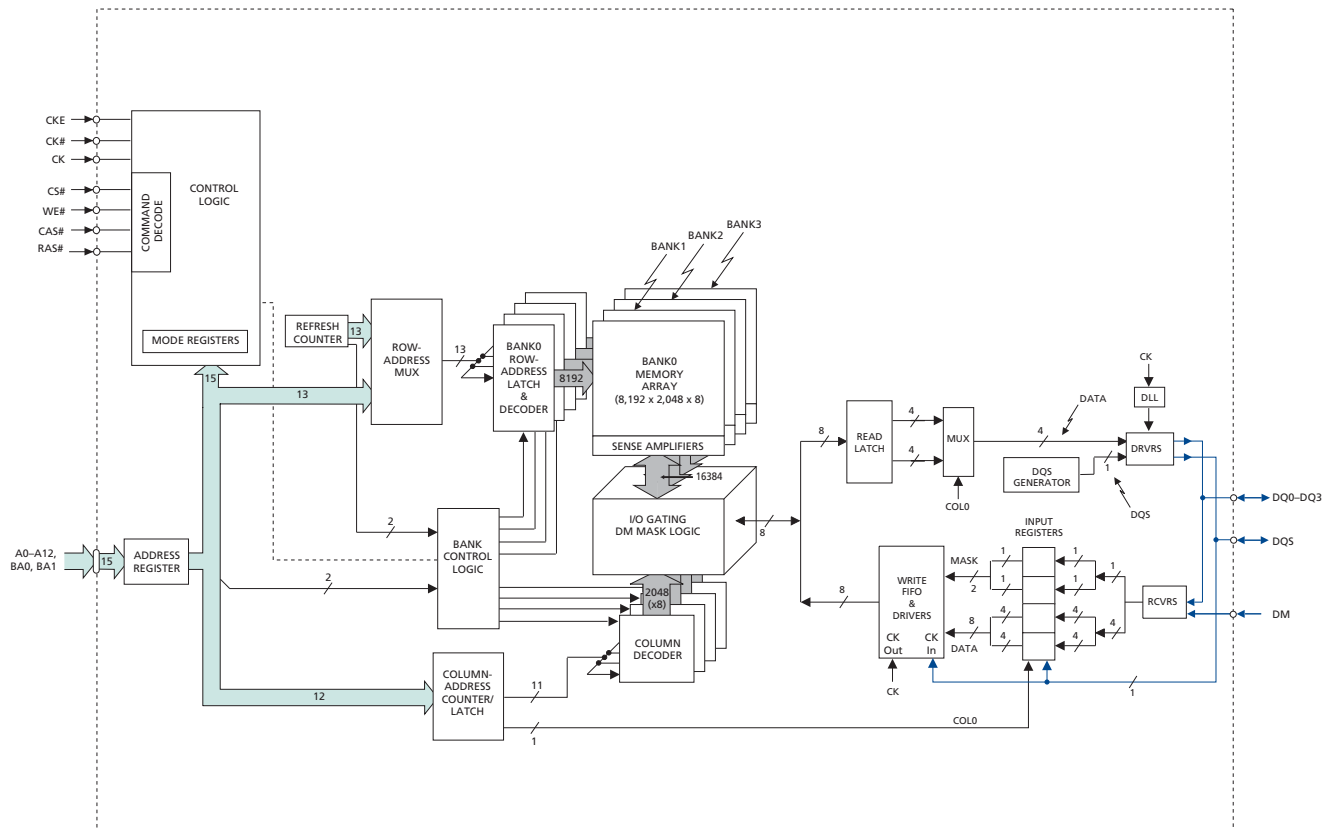 CKE
CK#
CK
CS#
WE#
CAS#
RAS#
COMMAND
DECODE
CONTROL
LOGIC
MODE REGISTERS
15
REFRESH
COUNTER
13
13
ROW-
ADDRESS
MUX
13
BANK0
ROW-
ADDRESS
LATCH
&
DECODER
8192
BANK1
BANK2
BANK3
BANK0
MEMORY
ARRAY
(8,192 x 2,048 x 8)
SENSE AMPLIFIERS
16384
I/O GATING
DM MASK LOGIC
2048
(x8)
COLUMN
DECODER
A0–A12,
BA0, BA1
15
ADDRESS
REGISTER
2
2
BANK
CONTROL
LOGIC
12
COLUMN-
ADDRESS
COUNTER/
LATCH
11
1
COL0
8
8
READ
LATCH
4
4
MUX
COL0
4
DATA
DQS
GENERATOR
1
DQS
CK
DLL
DRVRS
DQ0–DQ3
DQS
DM
8
WRITE
FIFO
&
DRIVERS
CK
Out
CK
In
CK
MASK
2
8
DATA
INPUT
REGISTERS
1
1
4
4
1
1
4
4
1
4
RCVRS
1